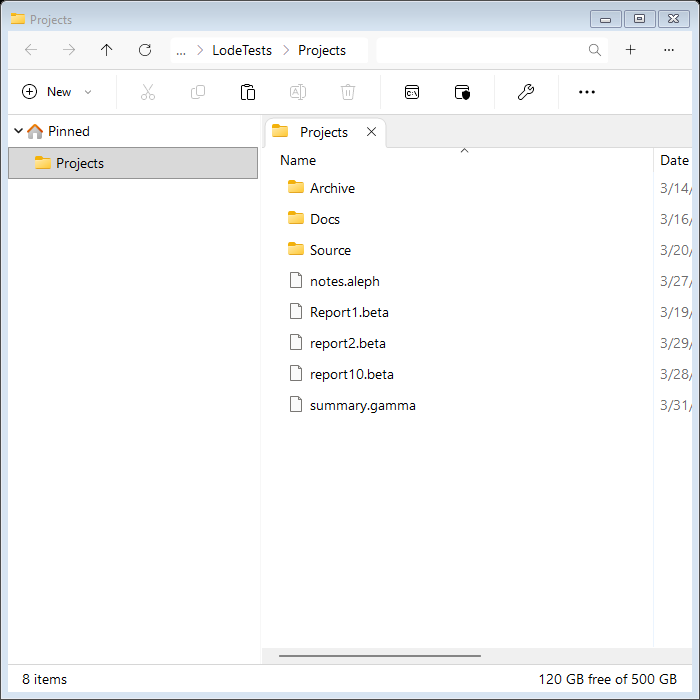 Projects
... LodeTests Projects
New
Pinned
Projects
Projects
Name Date
Archive 3/14/
Docs 3/16/
Source 3/20/
notes.aleph 3/27/
Report1.beta 3/19/
report2.beta 3/29/
report10.beta 3/28/
summary.gamma 3/31/
8 items 120 GB free of 500 GB